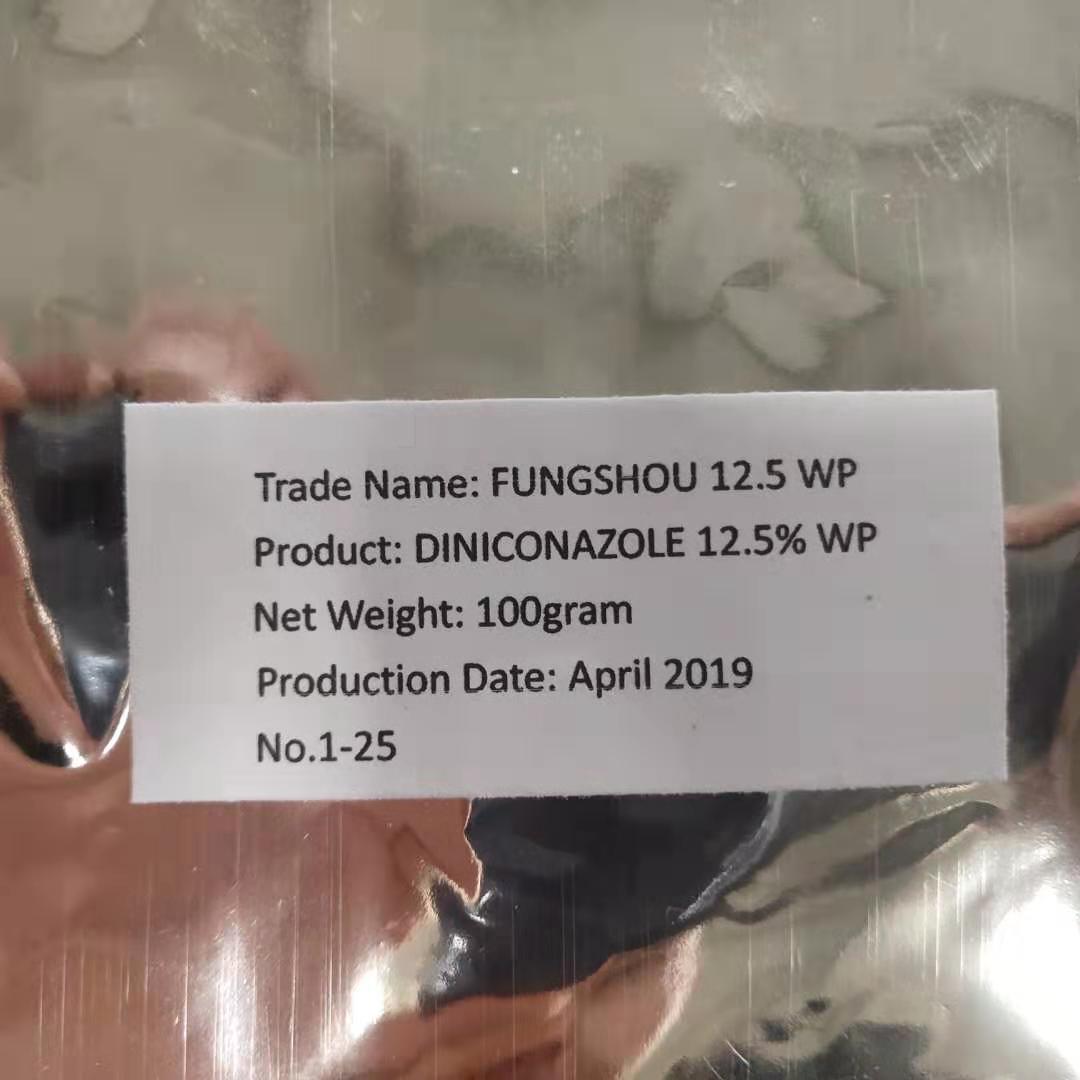 Trade Name: FUNGSHOU 12.5 WP
Product: DINICONAZOLE 12.5% WP
Net Weight: 100gram
Production Date: April 2019
No.1-25